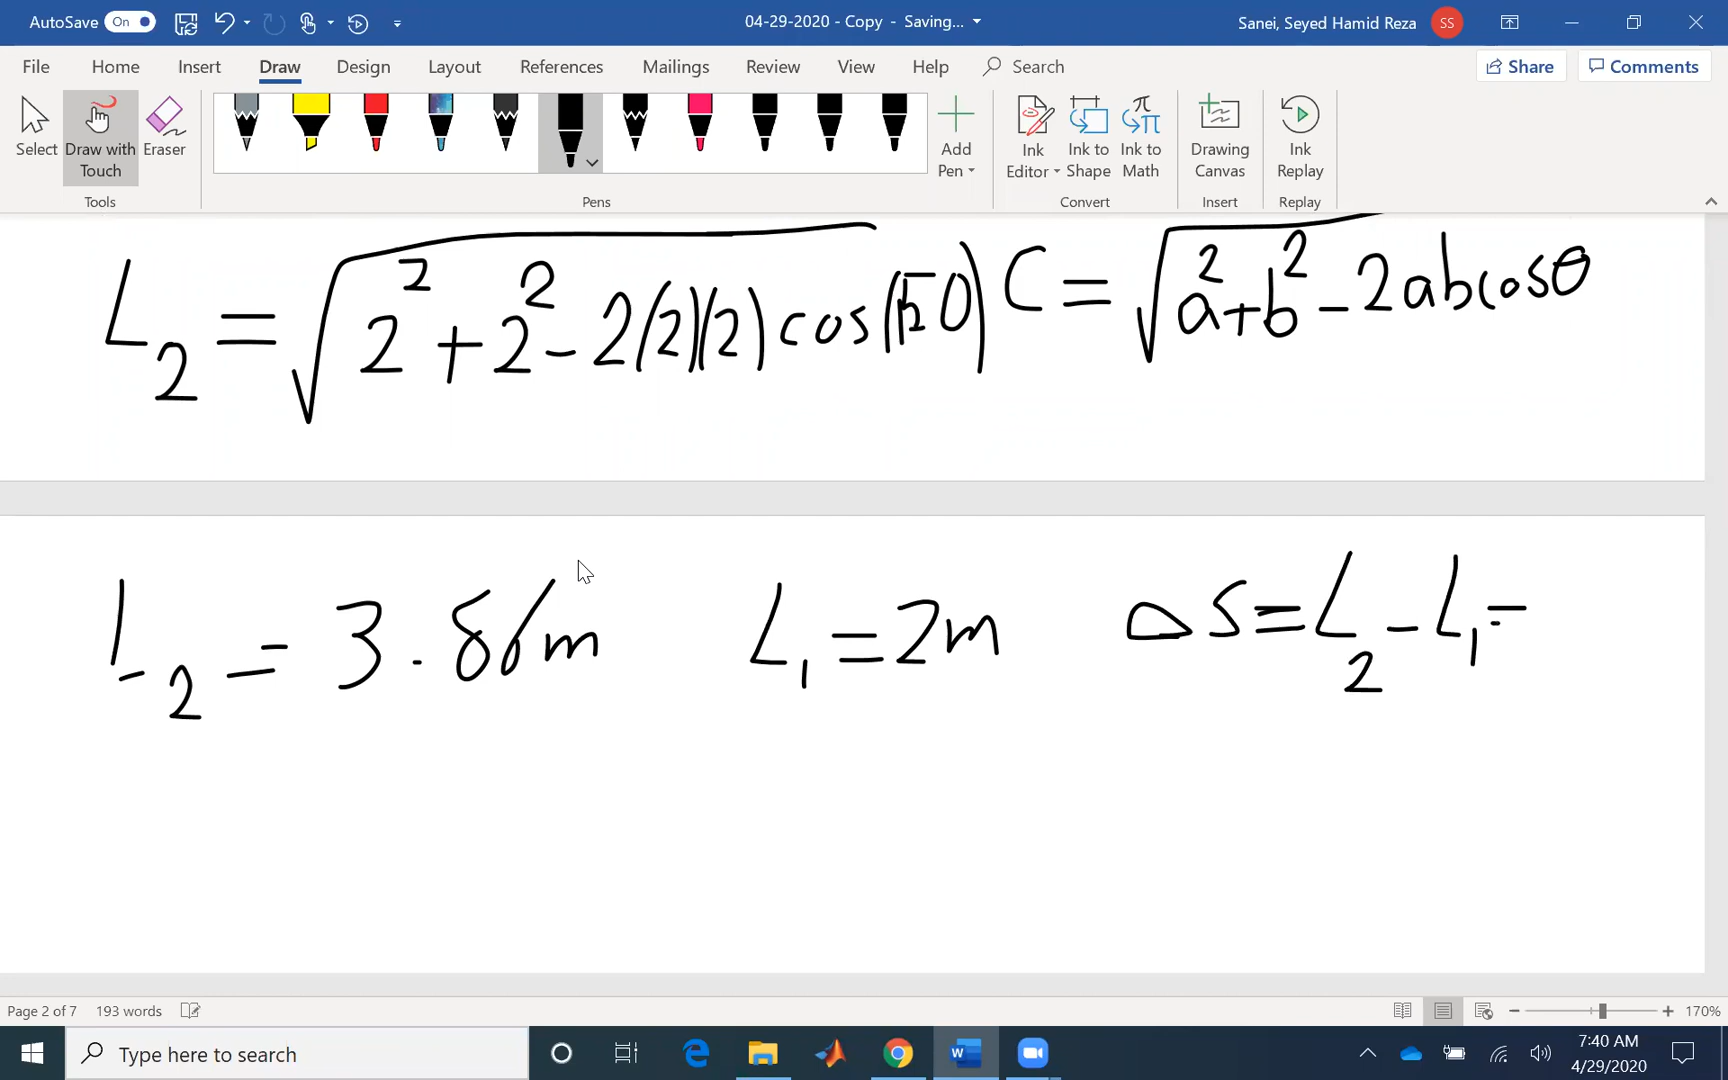 AutoSave On 04-29-2020 - Copy - Saving... Sanei, Seyed Hamid Reza SS
File Home Insert Draw Design Layout References Mailings Review View Help Search Share Comments
Select Draw with Touch Eraser Add Pen Ink Editor Ink to Shape Ink to Math Drawing Canvas Ink Replay
Tools Pens Convert Insert Replay
L₂ = √(2² + 2² - 2(2)(2) cos(150)) C = √(a² + b² - 2abcosθ)
L₂ = 3.86m L₁ = 2m ΔS = L₂ - L₁ =
Page 2 of 7 193 words 170%
Type here to search 7:40 AM
4/29/2020